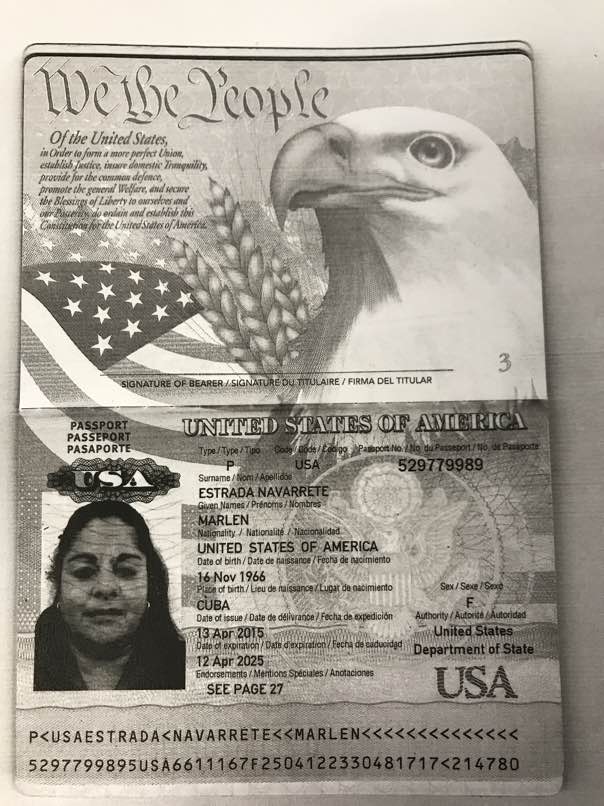 We the People
Of the United States,
in Order to form a more perfect Union,
establish Justice, insure domestic Tranquility,
provide for the common defence,
promote the general Welfare, and secure
the Blessings of Liberty to ourselves and
our Posterity, do ordain and establish this
Constitution for the United States of America.
3
SIGNATURE OF BEARER / SIGNATURE DU TITULAIRE / FIRMA DEL TITULAR
PASSPORT
PASSEPORT
PASAPORTE
USA
UNITED STATES OF AMERICA
Type / Type / Tipo Code / Code / Codigo Passport No. / No. du Passeport / No. de Pasaporte
P USA 529779989
Surname / Nom / Apellidos
ESTRADA NAVARRETE
Given Names / Prénoms / Nombres
MARLEN
Nationality / Nationalité / Nacionalidad
UNITED STATES OF AMERICA
Date of birth / Date de naissance / Fecha de nacimiento
16 Nov 1966
Place of birth / Lieu de naissance / Lugar de nacimiento
CUBA
Sex / Sexe / Sexo
F
Date of issue / Date de délivrance / Fecha de expedición
13 Apr 2015
Authority / Autorité / Autoridad
United States
Department of State
Date of expiration / Date d'expiration / Fecha de caducidad
12 Apr 2025
Endorsements / Mentions Spéciales / Anotaciones
SEE PAGE 27
USA
P<USAESTRADA<NAVARRETE<<MARLEN<<<<<<<<<<<<<<
5297799895USA6611167F2504122330481717<214780